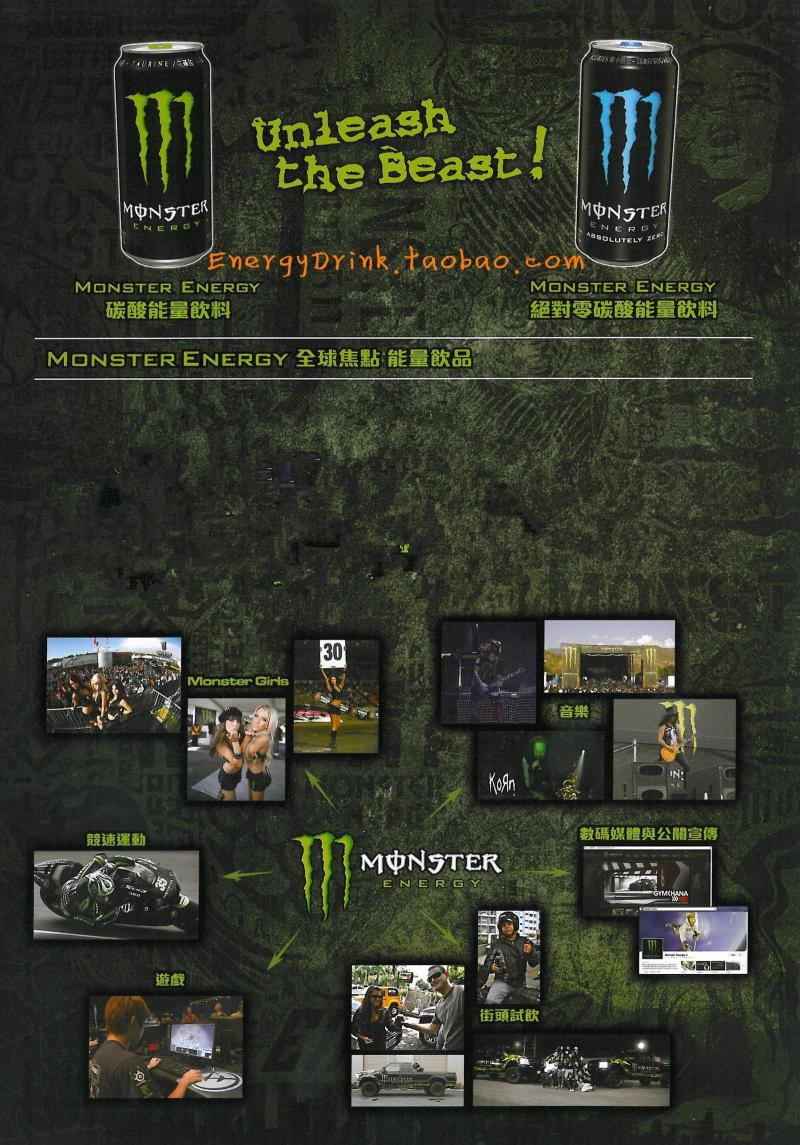 Unleash
the Beast!
TAURINE
MONSTER
ENERGY
MONSTER
ENERGY
ABSOLUTELY ZERO
EnergyDrink.taobao.com
MONSTER ENERGY
碳酸能量飲料
MONSTER ENERGY
絕對零碳酸能量飲料
MONSTER ENERGY 全球焦點 能量飲品
Monster Girls
30
音樂
KoRn
競速運動
MONSTER
ENERGY
數碼媒體與公關宣傳
GYMKHANA
35
遊戲
街頭試飲